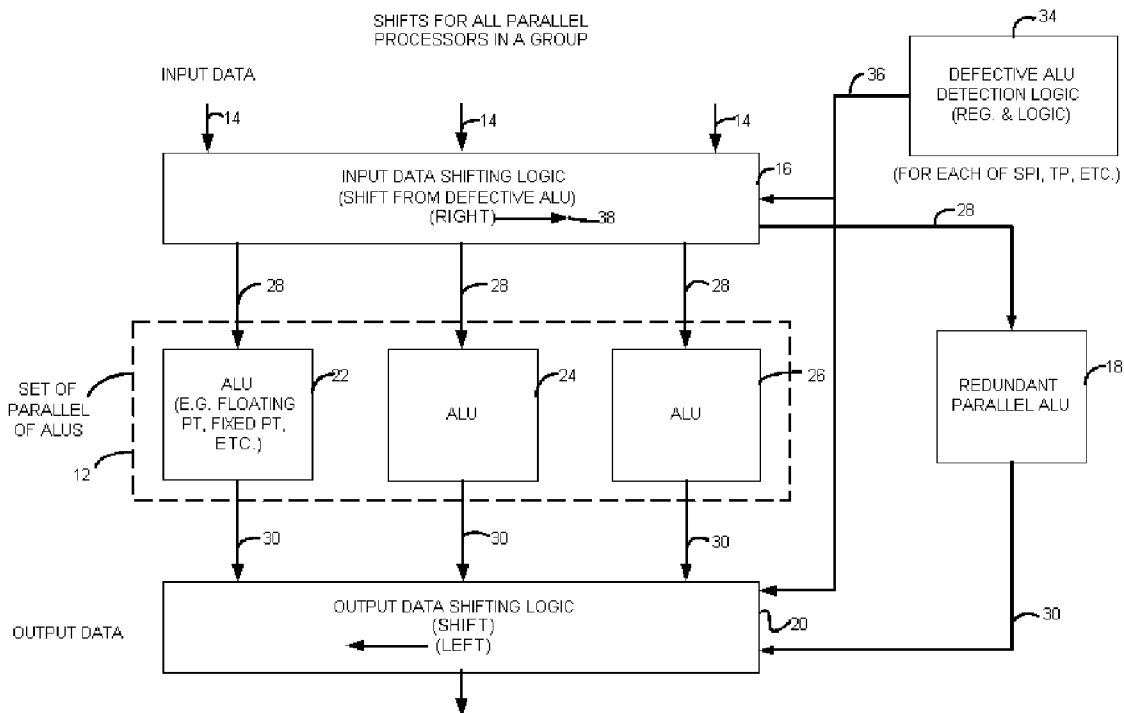 SHIFTS FOR ALL PARALLEL
PROCESSORS IN A GROUP
34
INPUT DATA
36
DEFECTIVE ALU
DETECTION LOGIC
(REG. & LOGIC)
14
14
14
(FOR EACH OF SPI, TP, ETC.)
INPUT DATA SHIFTING LOGIC
(SHIFT FROM DEFECTIVE ALU)
(RIGHT)
38
16
28
28
28
28
SET OF
PARALLEL
OF ALUS
12
ALU
(E.G. FLOATING
PT, FIXED PT,
ETC.)
22
ALU
24
ALU
26
REDUNDANT
PARALLEL ALU
18
30
30
30
30
OUTPUT DATA
OUTPUT DATA SHIFTING LOGIC
(SHIFT)
(LEFT)
20